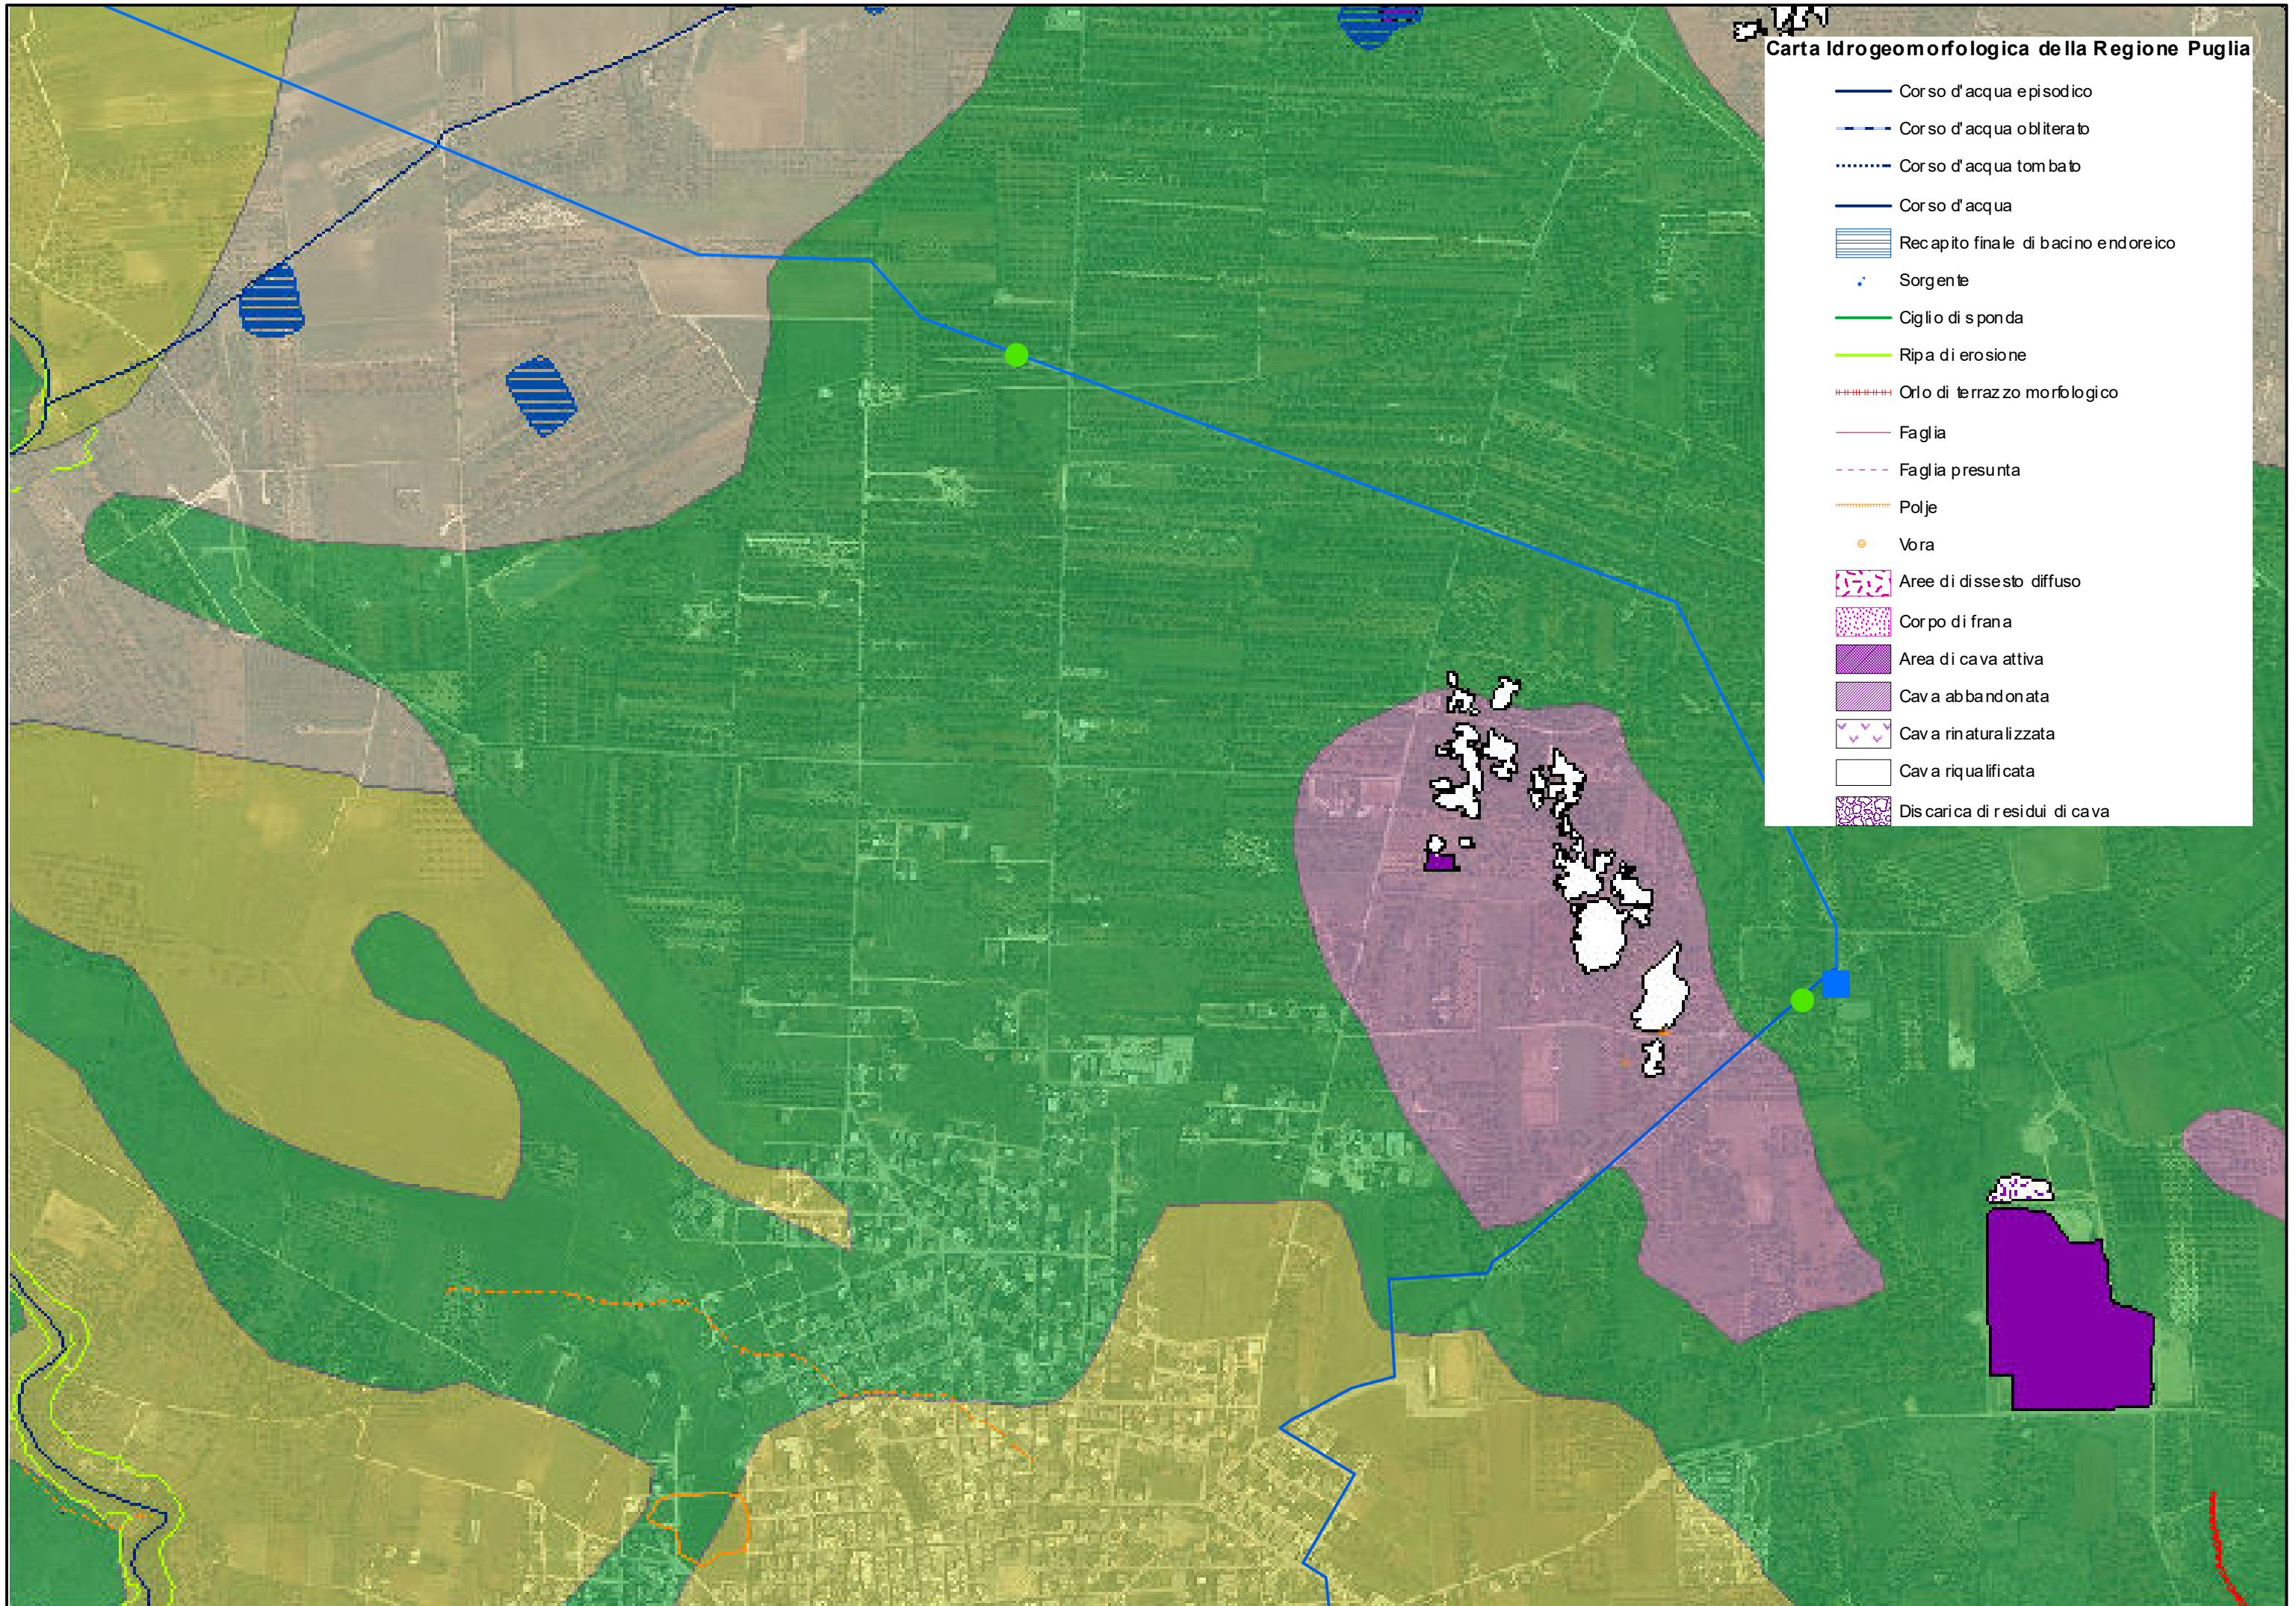 Carta Idrogeomorfologica della Regione Puglia
Corso d'acqua episodico
Corso d'acqua obliterato
Corso d'acqua tombato
Corso d'acqua
Recapito finale di bacino endoreico
Sorgente
Ciglio di sponda
Ripa di erosione
Orlo di terrazzo morfologico
Faglia
Faglia presunta
Polje
Vora
Aree di dissesto diffuso
Corpo di frana
Area di cava attiva
Cava abbandonata
Cava rinaturalizzata
Cava riqualificata
Discarica di residui di cava